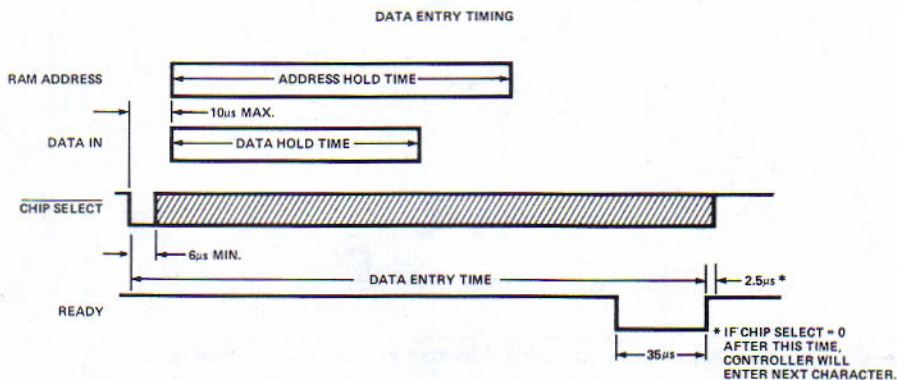 DATA ENTRY TIMING
RAM ADDRESS
ADDRESS HOLD TIME
10µs MAX.
DATA IN
DATA HOLD TIME
CHIP SELECT
6µs MIN.
DATA ENTRY TIME
2.5µs *
READY
35µs
* IF CHIP SELECT = 0
AFTER THIS TIME,
CONTROLLER WILL
ENTER NEXT CHARACTER.